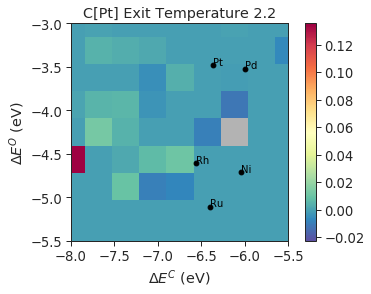 C[Pt] Exit Temperature 2.2
−3.0
−3.5
−4.0
−4.5
−5.0
−5.5
ΔE^O (eV)
Pt
Pd
Rh
Ni
Ru
−8.0 −7.5 −7.0 −6.5 −6.0 −5.5
ΔE^C (eV)
0.12
0.10
0.08
0.06
0.04
0.02
0.00
−0.02